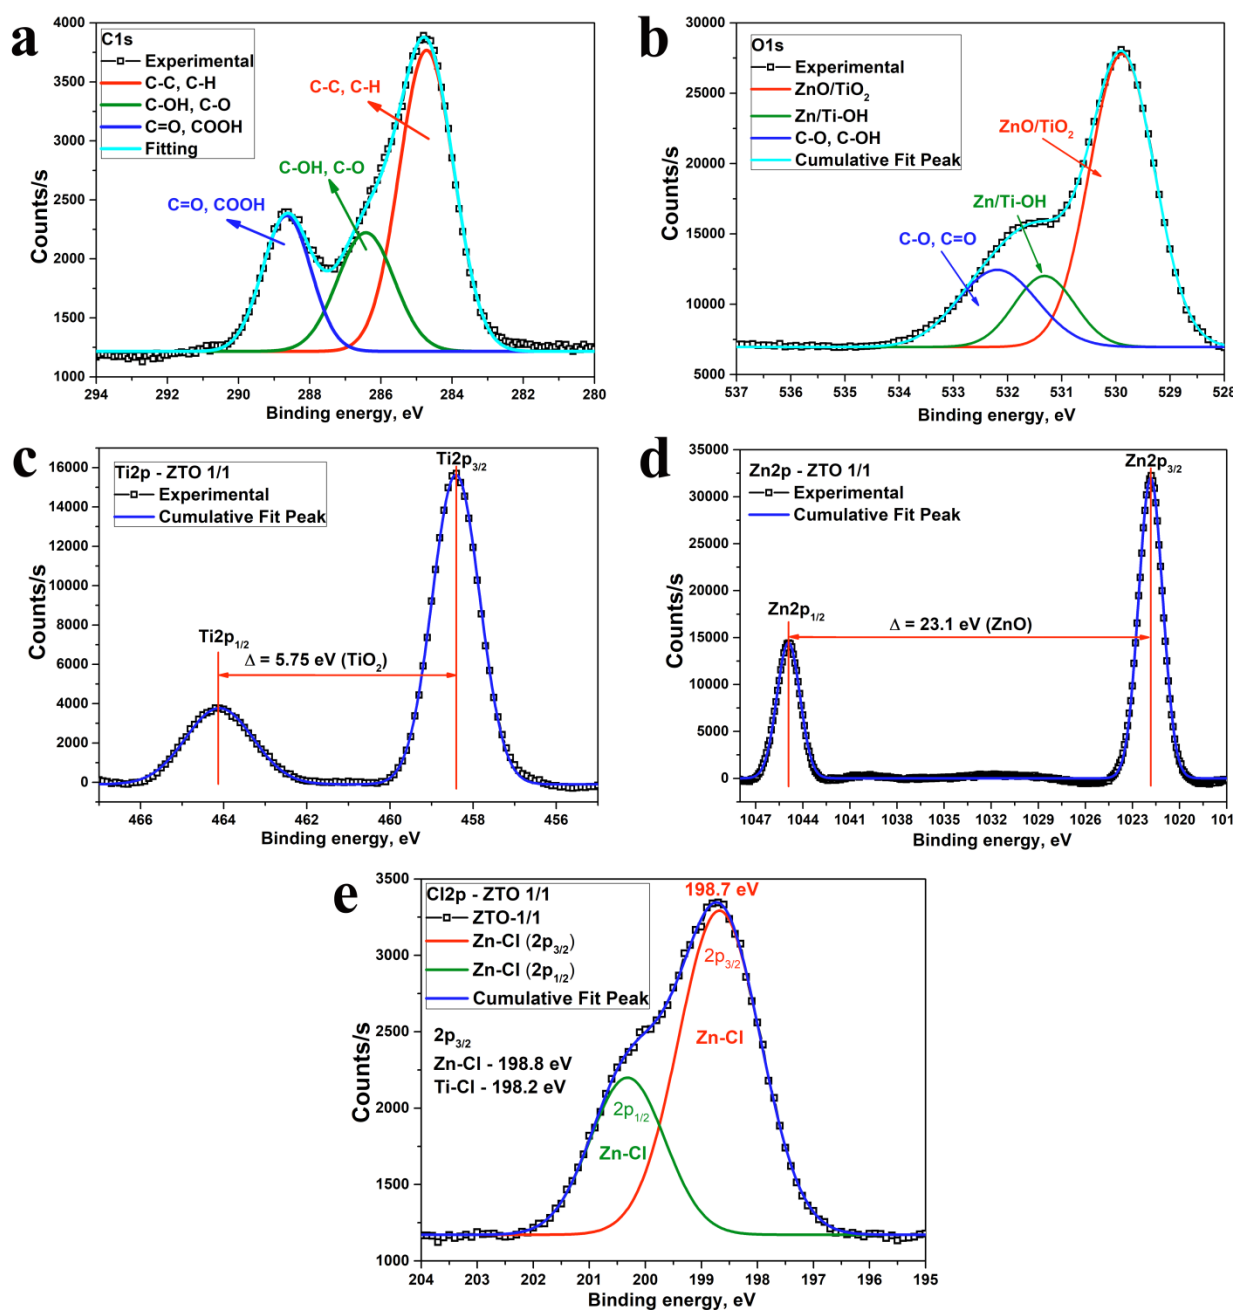 a
C1s
Experimental
C-C, C-H
C-OH, C-O
C=O, COOH
Fitting
C-C, C-H
C-OH, C-O
C=O, COOH
4000
3500
3000
2500
2000
1500
1000
Counts/s
294 292 290 288 286 284 282 280
Binding energy, eV
b
O1s
Experimental
ZnO/TiO₂
Zn/Ti-OH
C-O, C-OH
Cumulative Fit Peak
ZnO/TiO₂
Zn/Ti-OH
C-O, C=O
30000
25000
20000
15000
10000
5000
Counts/s
537 536 535 534 533 532 531 530 529 528
Binding energy, eV
c
Ti2p - ZTO 1/1
Experimental
Cumulative Fit Peak
Ti2p₃/₂
Ti2p₁/₂
Δ = 5.75 eV (TiO₂)
16000
14000
12000
10000
8000
6000
4000
2000
0
Counts/s
466 464 462 460 458 456
Binding energy, eV
d
Zn2p - ZTO 1/1
Experimental
Cumulative Fit Peak
Zn2p₃/₂
Zn2p₁/₂
Δ = 23.1 eV (ZnO)
35000
30000
25000
20000
15000
10000
5000
0
Counts/s
1047 1044 1041 1038 1035 1032 1029 1026 1023 1020 101
Binding energy, eV
e
Cl2p - ZTO 1/1
ZTO-1/1
Zn-Cl (2p₃/₂)
Zn-Cl (2p₁/₂)
Cumulative Fit Peak
198.7 eV
2p₃/₂
Zn-Cl
2p₃/₂
Zn-Cl - 198.8 eV
Ti-Cl - 198.2 eV
2p₁/₂
Zn-Cl
3500
3000
2500
2000
1500
1000
Counts/s
204 203 202 201 200 199 198 197 196 195
Binding energy, eV